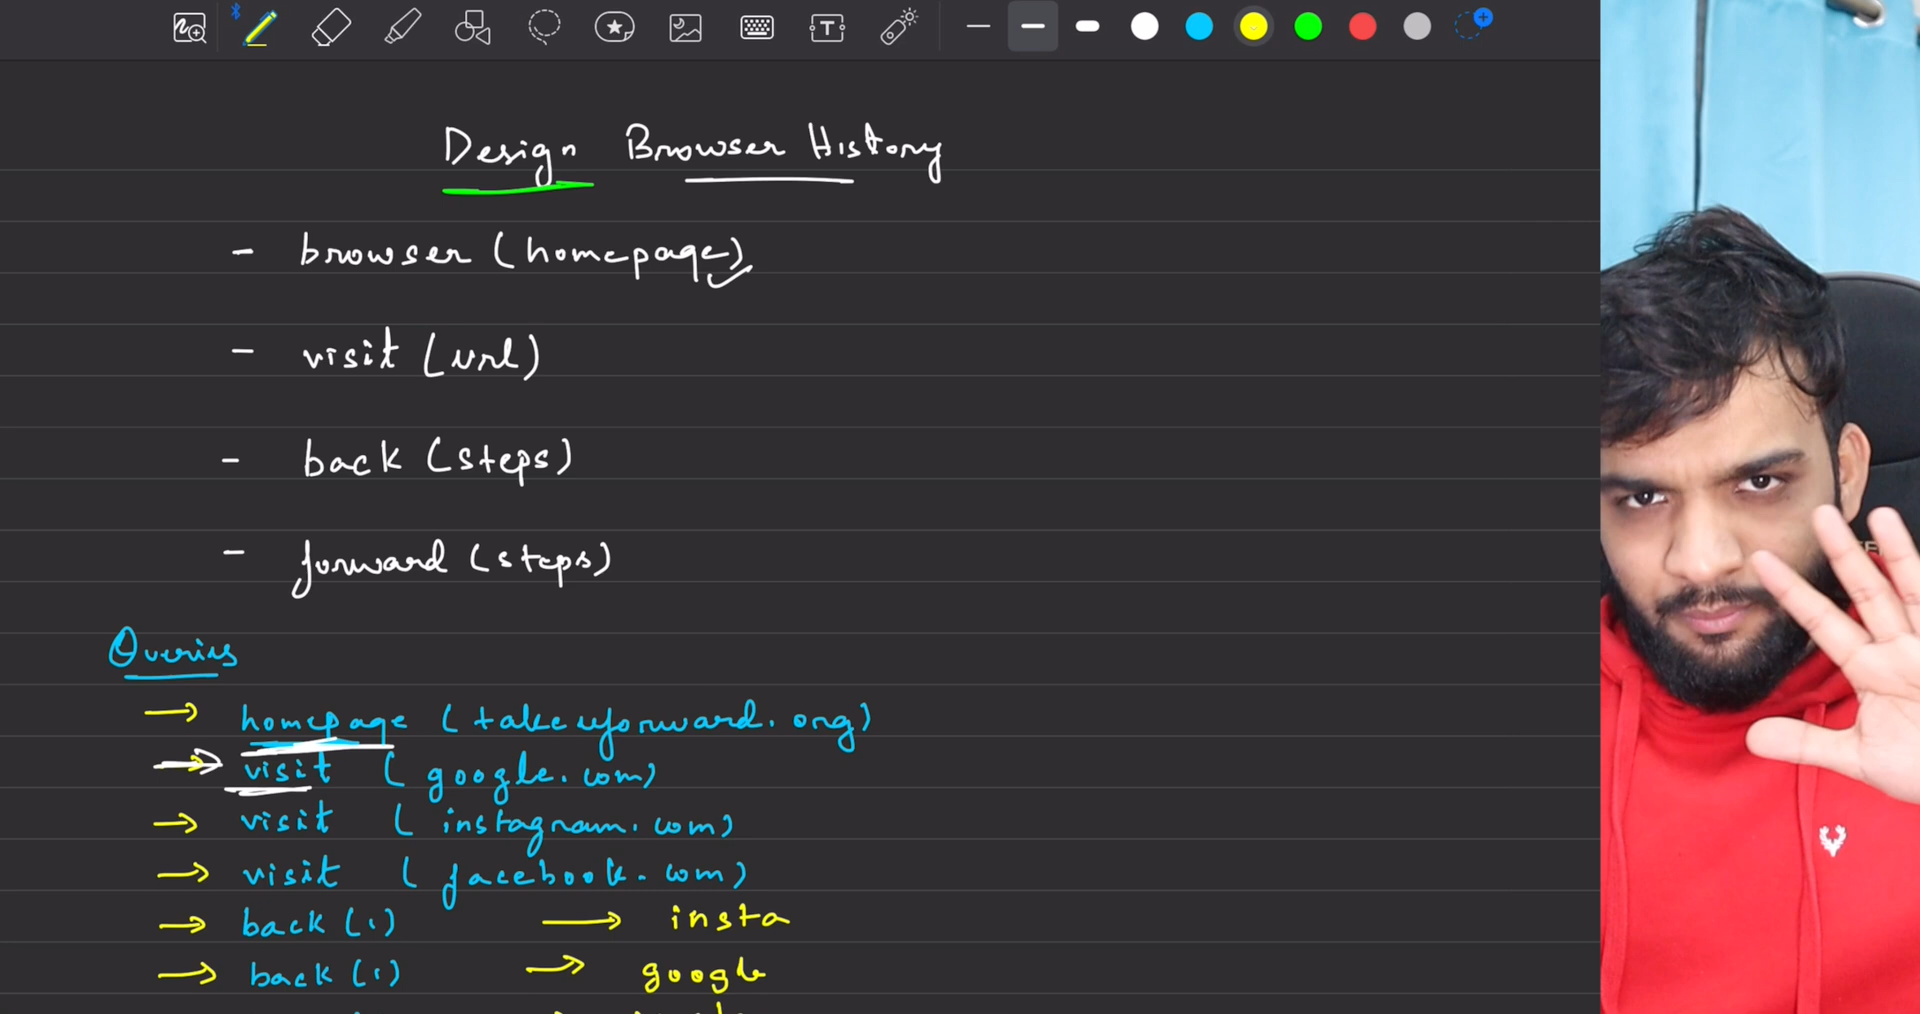 Design Browser History
- browser (homepage)
- visit (url)
- back (steps)
- forward (steps)
Queries
→ homepage (takeuforward.org)
→ visit (google.com)
→ visit (instagram.com)
→ visit (facebook.com)
→ back (1) → insta
→ back (1) → google